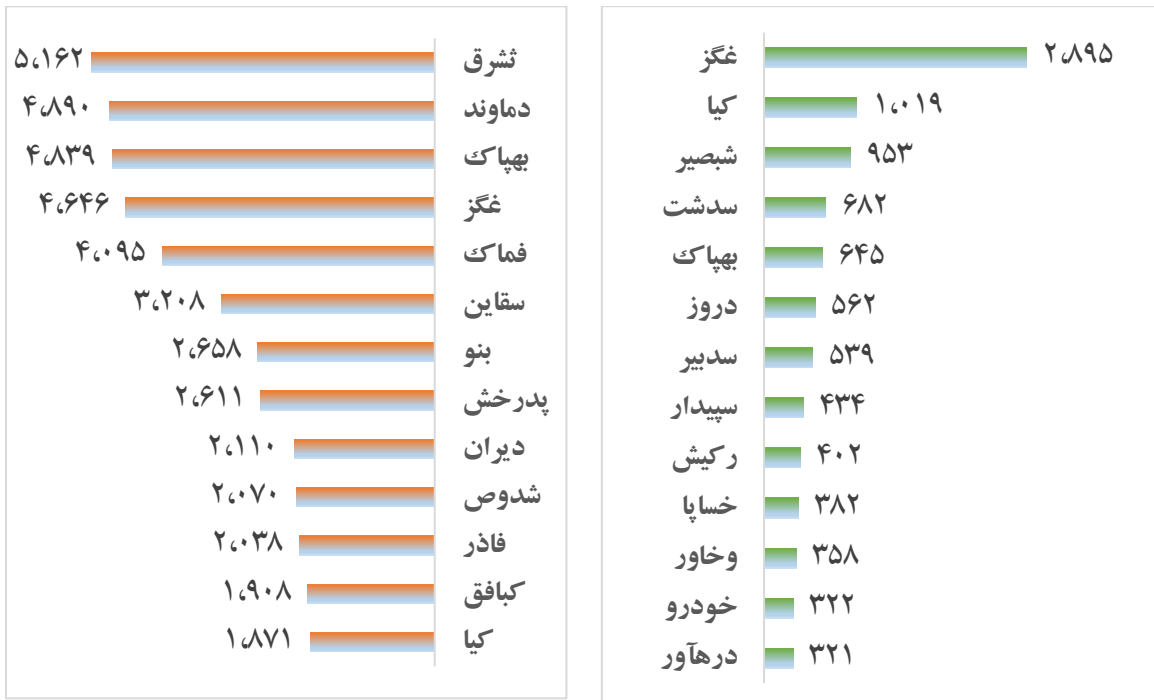 غگز ۲،۸۹۵
کیا ۱،۰۱۹
شبصیر ۹۵۳
سدشت ۶۸۲
بهپاک ۶۴۵
دروز ۵۶۲
سدبیر ۵۳۹
سپیدار ۴۳۴
رکیش ۴۰۲
خساپا ۳۸۲
وخاور ۳۵۸
خودرو ۳۲۲
درهآور ۳۲۱
ثشرق ۵،۱۶۲
دماوند ۴،۸۹۰
بهپاک ۴،۸۳۹
غگز ۴،۶۴۶
فماک ۴،۰۹۵
سقاین ۳،۲۰۸
بنو ۲،۶۵۸
پدرخش ۲،۶۱۱
دیران ۲،۱۱۰
شدوص ۲،۰۷۰
فاذر ۲،۰۳۸
کبافق ۱،۹۰۸
کیا ۱،۸۷۱